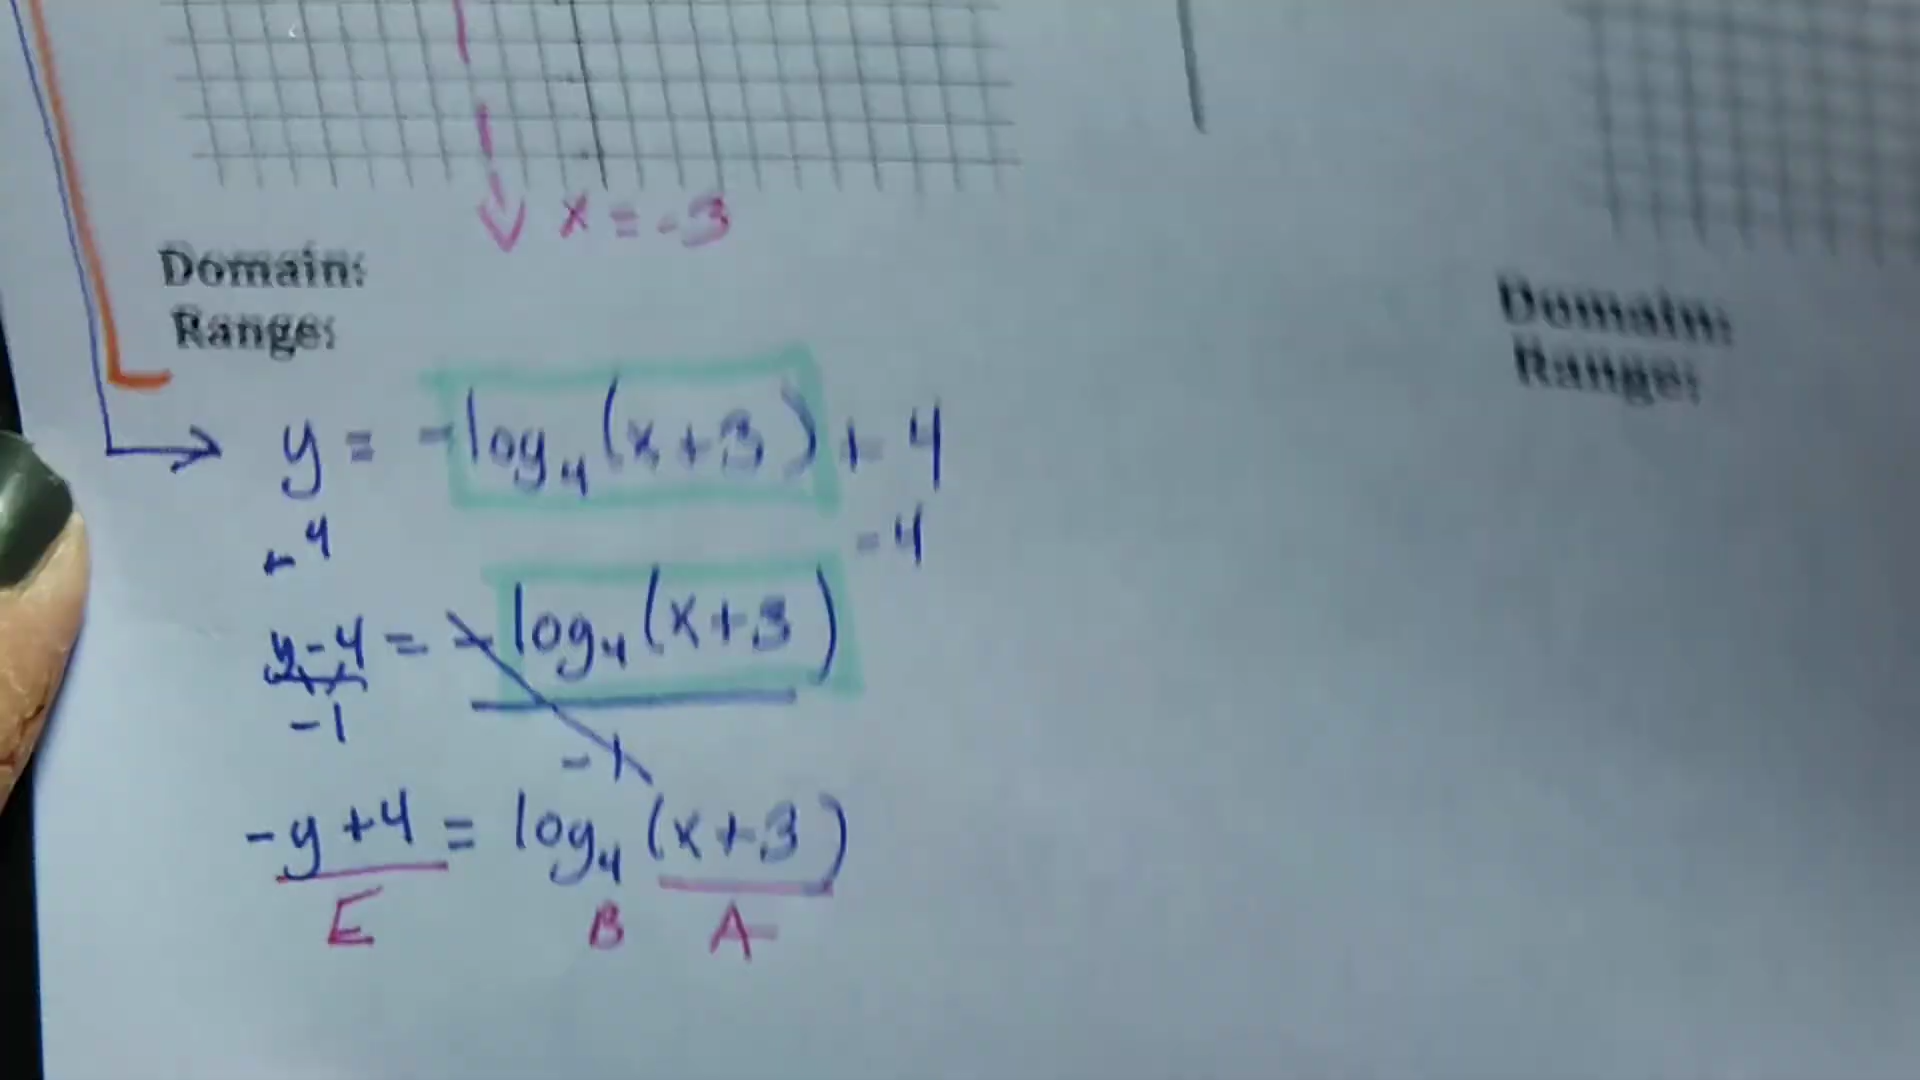 x = -3
Domain:
Range:
Domain:
Range:
y = -log₄(x+3) + 4
-4 -4
y-4 = -log₄(x+3)
-1 -1
-y+4 = log₄(x+3)
E B A